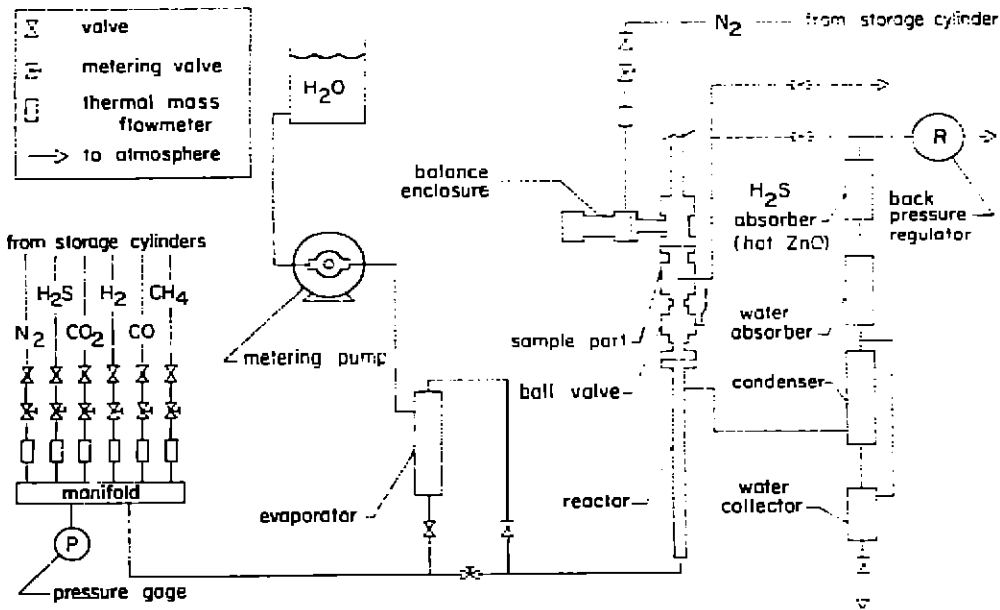 valve
metering valve
thermal mass
flowmeter
to atmosphere
H2O
N2
from storage cylinder
balance
enclosure
R
H2S
absorber
(hot ZnO)
back
pressure
regulator
from storage cylinders
H2S
H2
CH4
N2
CO2
CO
metering pump
sample part
water
absorber
ball valve
condenser
manifold
evaporator
reactor
water
collector
P
pressure gage